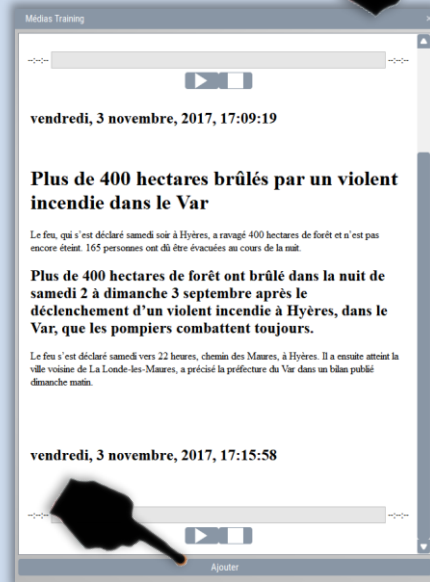 Médias Training
--:--:-- --:--:--
vendredi, 3 novembre, 2017, 17:09:19
Plus de 400 hectares brûlés par un violent
incendie dans le Var
Le feu, qui s'est déclaré samedi soir à Hyères, a ravagé 400 hectares de forêt et n'est pas
encore éteint. 165 personnes ont dû être évacuées au cours de la nuit.
Plus de 400 hectares de forêt ont brûlé dans la nuit de
samedi 2 à dimanche 3 septembre après le
déclenchement d'un violent incendie à Hyères, dans le
Var, que les pompiers combattent toujours.
Le feu s'est déclaré samedi vers 22 heures, chemin des Maures, à Hyères. Il a ensuite atteint la
ville voisine de La Londe-les-Maures, a précisé la préfecture du Var dans un bilan publié
dimanche matin.
vendredi, 3 novembre, 2017, 17:15:58
--:--:-- --:--:--
Ajouter